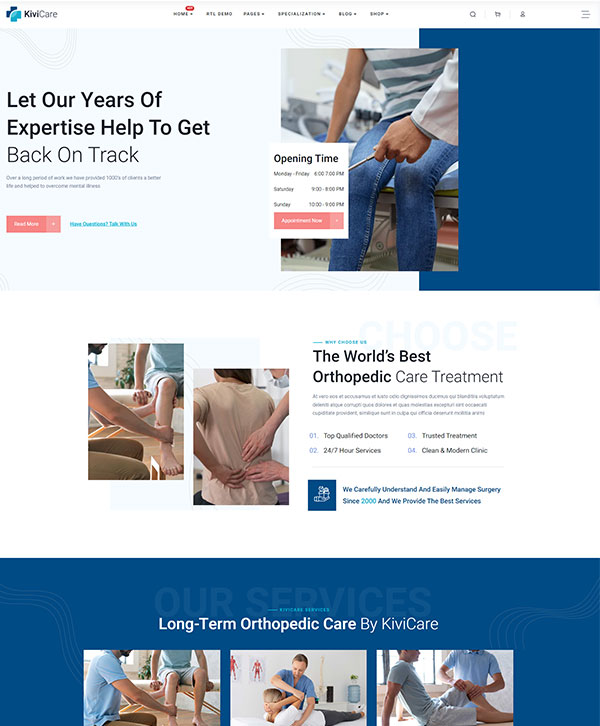 KiviCare
HOME
HOT
RTL DEMO
PAGES
SPECIALIZATION
BLOG
SHOP
Let Our Years Of
Expertise Help To Get
Back On Track
Over a long period of work we have provided 1000's of clients a better
life and helped to overcome mental illness
Read More +
Have Questions? Talk With Us
Opening Time
Monday - Friday 6:00 7:00 PM
Saturday 9:00 - 8:00 PM
Sunday 10:00 - 9:00 PM
Appointment Now +
CHOOSE
WHY CHOOSE US
The World's Best
Orthopedic Care Treatment
At vero eos et accusamus et iusto odio dignissimos ducimus qui blanditiis voluptatum
deleniti atque corrupti quos dolores et quas molestias excepturi sint occaecati
cupiditate provident, similique sunt in culpa qui officia deserunt mollitia animi
01. Top Qualified Doctors
03. Trusted Treatment
02. 24/7 Hour Services
04. Clean & Modern Clinic
We Carefully Understand And Easily Manage Surgery
Since 2000 And We Provide The Best Services
OUR SERVICES
KIVICARE SERVICES
Long-Term Orthopedic Care By KiviCare